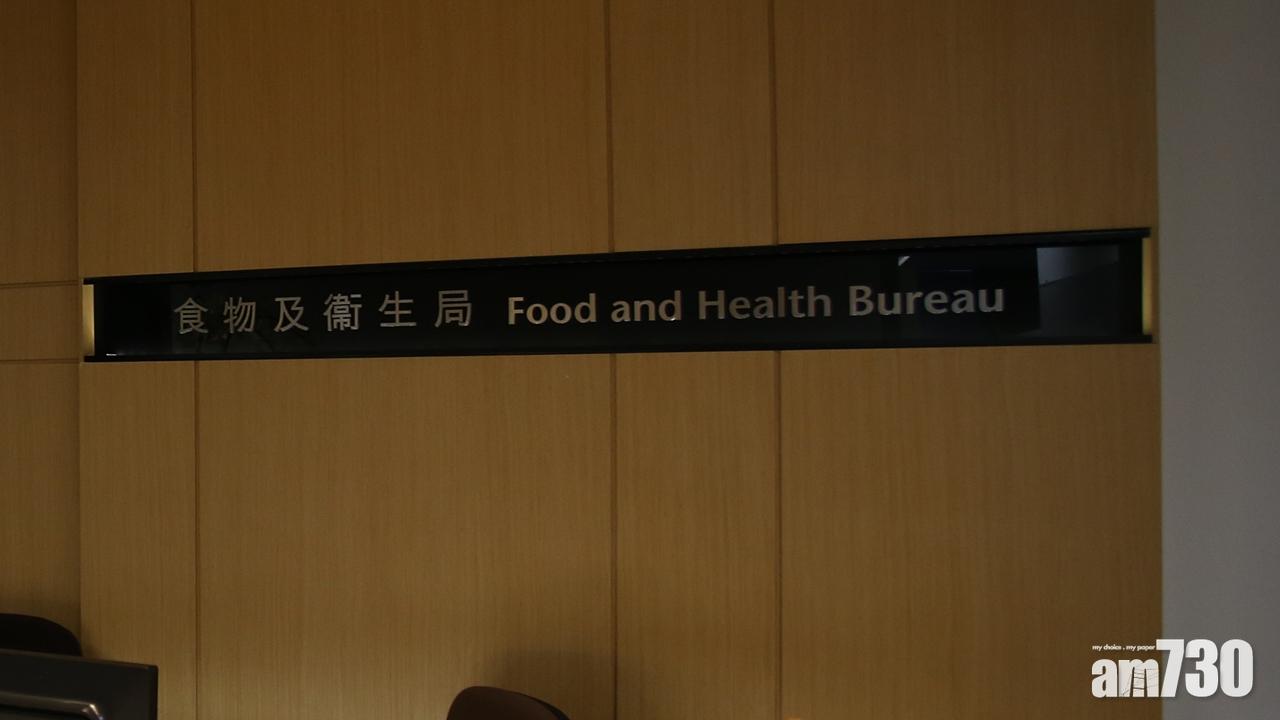 食物及衞生局 Food and Health Bureau
my choice . my paper
am730